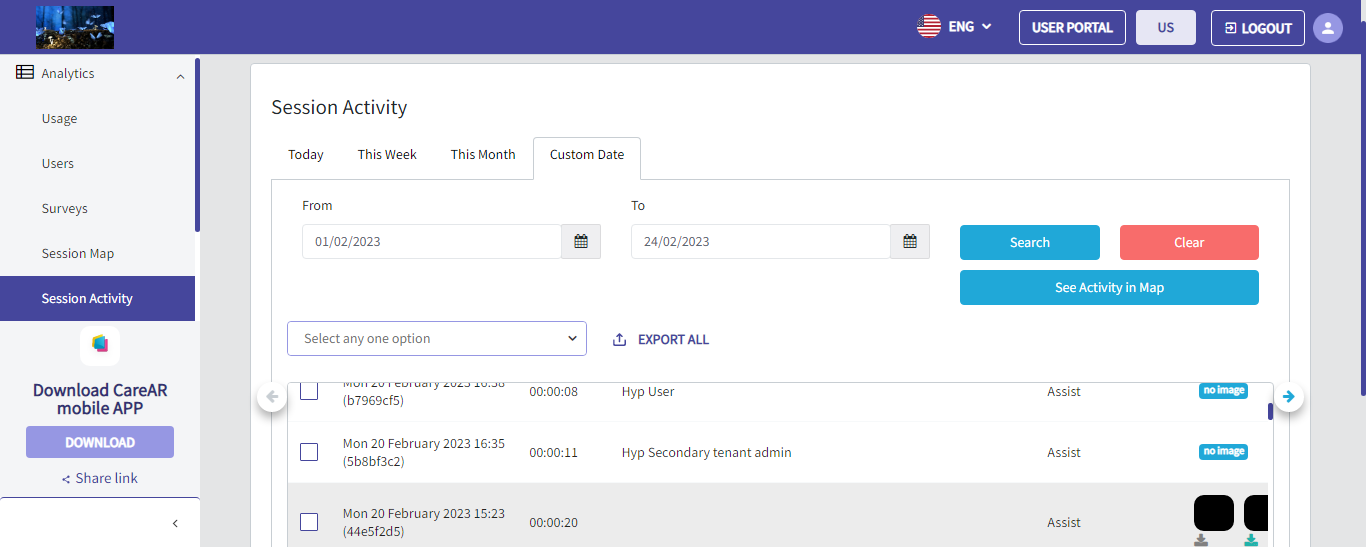 ENG
USER PORTAL
US
LOGOUT
Analytics
Usage
Users
Surveys
Session Map
Session Activity
Download CareAR
mobile APP
DOWNLOAD
Share link
Session Activity
Today
This Week
This Month
Custom Date
From
To
01/02/2023
24/02/2023
Search
Clear
See Activity in Map
Select any one option
EXPORT ALL
Mon 20 February 2023 16:38
(b7969cf5)
00:00:08
Hyp User
Assist
no image
Mon 20 February 2023 16:35
(5b8bf3c2)
00:00:11
Hyp Secondary tenant admin
Assist
no image
Mon 20 February 2023 15:23
(44e5f2d5)
00:00:20
Assist